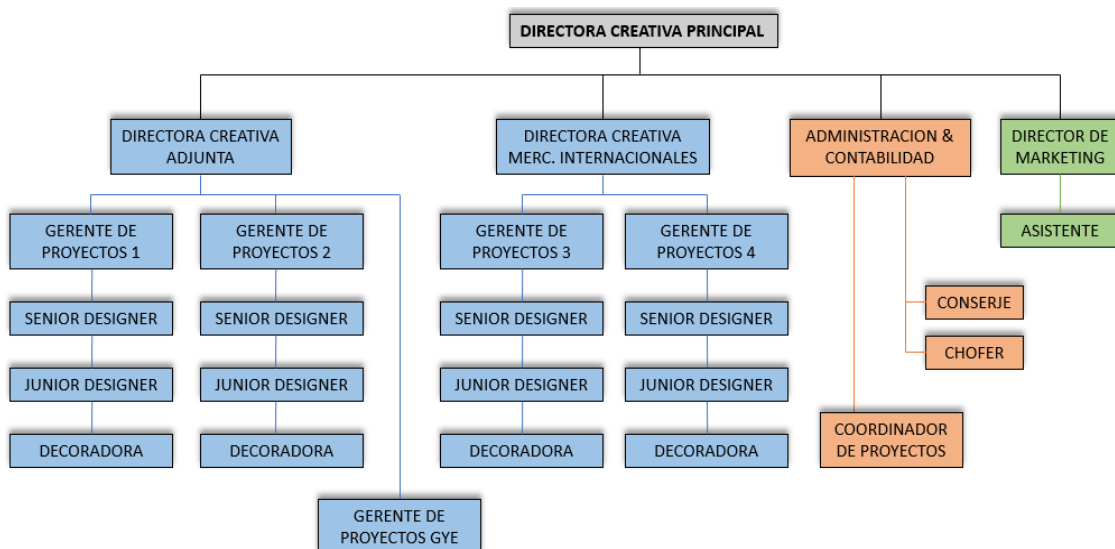 DIRECTORA CREATIVA PRINCIPAL
DIRECTORA CREATIVA
ADJUNTA
DIRECTORA CREATIVA
MERC. INTERNACIONALES
ADMINISTRACION &
CONTABILIDAD
DIRECTOR DE
MARKETING
GERENTE DE
PROYECTOS 1
GERENTE DE
PROYECTOS 2
GERENTE DE
PROYECTOS 3
GERENTE DE
PROYECTOS 4
ASISTENTE
SENIOR DESIGNER
SENIOR DESIGNER
SENIOR DESIGNER
SENIOR DESIGNER
CONSERJE
CHOFER
JUNIOR DESIGNER
JUNIOR DESIGNER
JUNIOR DESIGNER
JUNIOR DESIGNER
DECORADORA
DECORADORA
DECORADORA
DECORADORA
COORDINADOR
DE PROYECTOS
GERENTE DE
PROYECTOS GYE